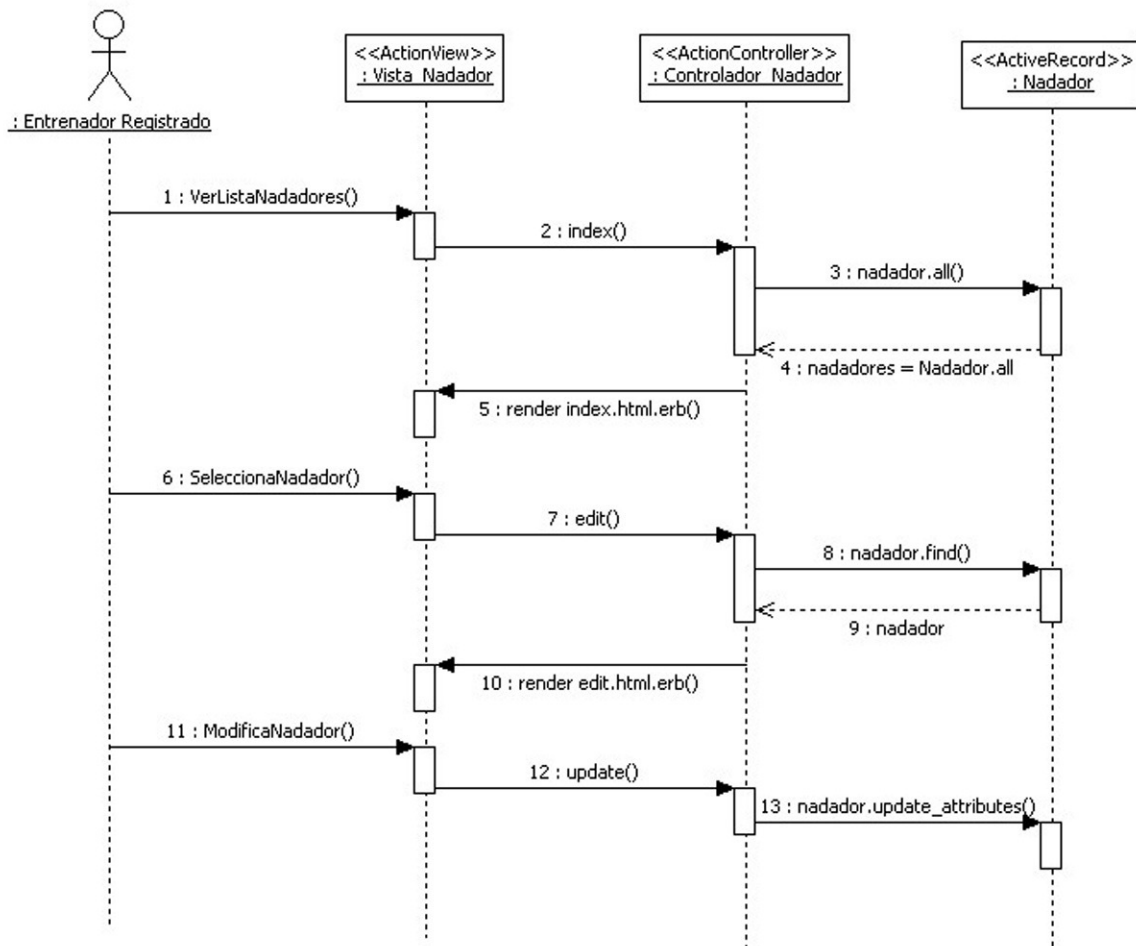 <<ActionView>>
: Vista_Nadador
<<ActionController>>
: Controlador_Nadador
<<ActiveRecord>>
: Nadador
: Entrenador Registrado
1 : VerListaNadadores()
2 : index()
3 : nadador.all()
4 : nadadores = Nadador.all
5 : render index.html.erb()
6 : SeleccionaNadador()
7 : edit()
8 : nadador.find()
9 : nadador
10 : render edit.html.erb()
11 : ModificaNadador()
12 : update()
13 : nadador.update_attributes()